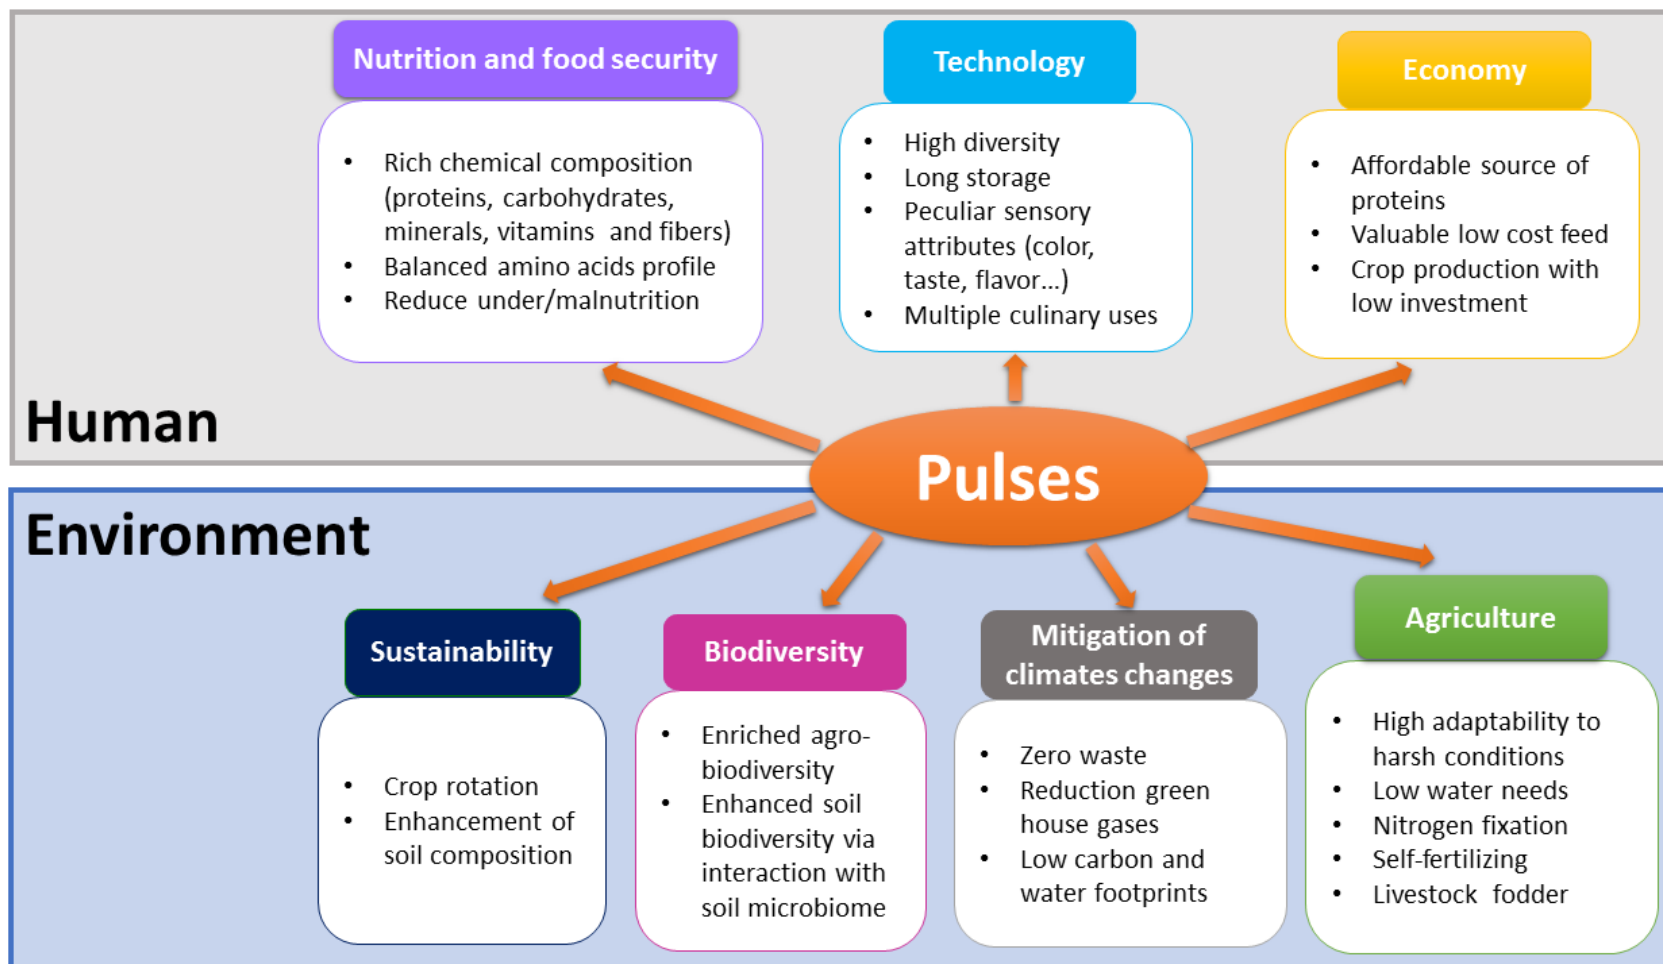 Human
Nutrition and food security
• Rich chemical composition
(proteins, carbohydrates,
minerals, vitamins and fibers)
• Balanced amino acids profile
• Reduce under/malnutrition
Technology
• High diversity
• Long storage
• Peculiar sensory
attributes (color,
taste, flavor…)
• Multiple culinary uses
Economy
• Affordable source of
proteins
• Valuable low cost feed
• Crop production with
low investment
Pulses
Environment
Sustainability
• Crop rotation
• Enhancement of
soil composition
Biodiversity
• Enriched agro-
biodiversity
• Enhanced soil
biodiversity via
interaction with
soil microbiome
Mitigation of
climates changes
• Zero waste
• Reduction green
house gases
• Low carbon and
water footprints
Agriculture
• High adaptability to
harsh conditions
• Low water needs
• Nitrogen fixation
• Self-fertilizing
• Livestock fodder